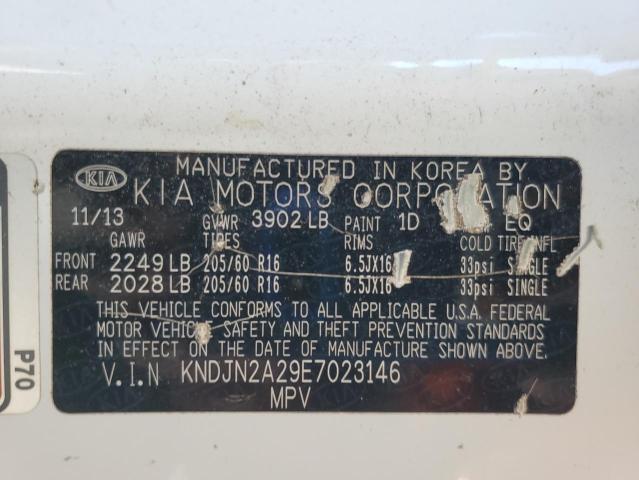 KIA
MANUFACTURED IN KOREA BY
KIA MOTORS CORPORATION
11/13 GVWR 3902 LB PAINT 1D EQ
GAWR TIRES RIMS COLD TIRE INFL
FRONT 2249 LB 205/60 R16 6.5JX16 33psi SINGLE
REAR 2028 LB 205/60 R16 6.5JX16 33psi SINGLE
THIS VEHICLE CONFORMS TO ALL APPLICABLE U.S.A. FEDERAL
MOTOR VEHICLE SAFETY AND THEFT PREVENTION STANDARDS
IN EFFECT ON THE DATE OF MANUFACTURE SHOWN ABOVE.
V.I.N KNDJN2A29E7023146
MPV
P70